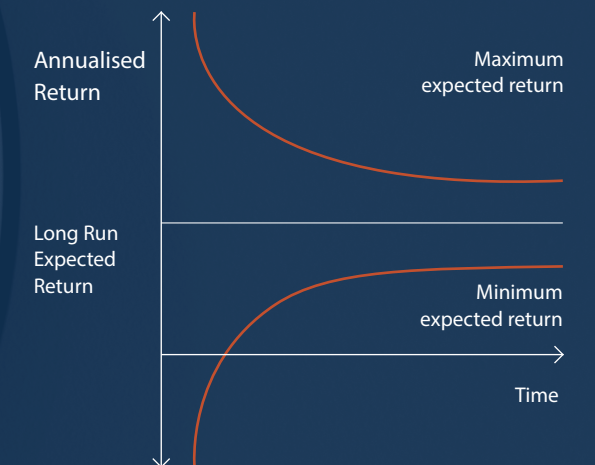 Annualised
Return
Maximum
expected return
Long Run
Expected
Return
Minimum
expected return
Time